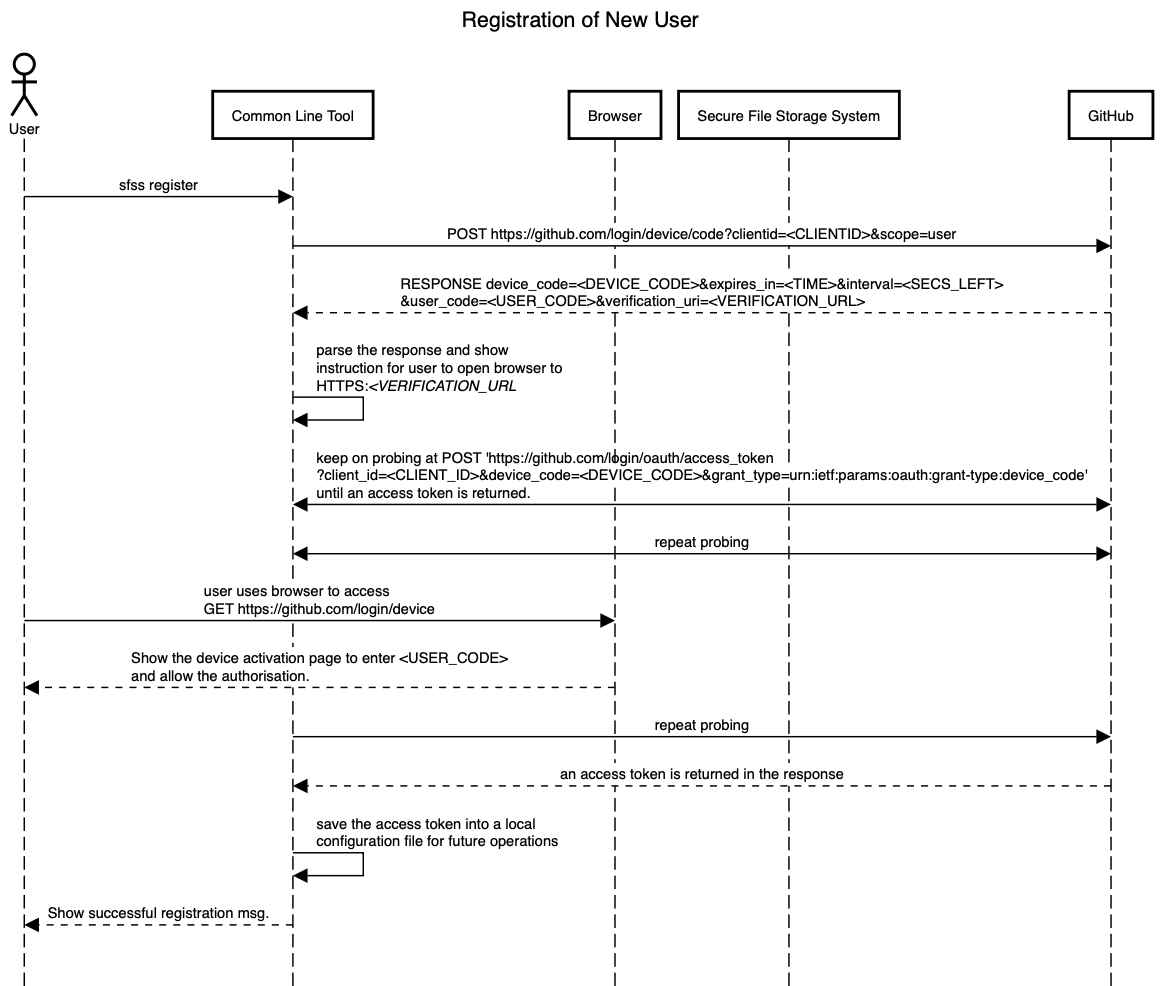 Registration of New User
User
Common Line Tool
Browser
Secure File Storage System
GitHub
sfss register
POST https://github.com/login/device/code?clientid=<CLIENTID>&scope=user
RESPONSE device_code=<DEVICE_CODE>&expires_in=<TIME>&interval=<SECS_LEFT>
&user_code=<USER_CODE>&verification_uri=<VERIFICATION_URL>
parse the response and show
instruction for user to open browser to
HTTPS:<VERIFICATION_URL
keep on probing at POST 'https://github.com/login/oauth/access_token
?client_id=<CLIENT_ID>&device_code=<DEVICE_CODE>&grant_type=urn:ietf:params:oauth:grant-type:device_code'
until an access token is returned.
repeat probing
user uses browser to access
GET https://github.com/login/device
Show the device activation page to enter <USER_CODE>
and allow the authorisation.
repeat probing
an access token is returned in the response
save the access token into a local
configuration file for future operations
Show successful registration msg.